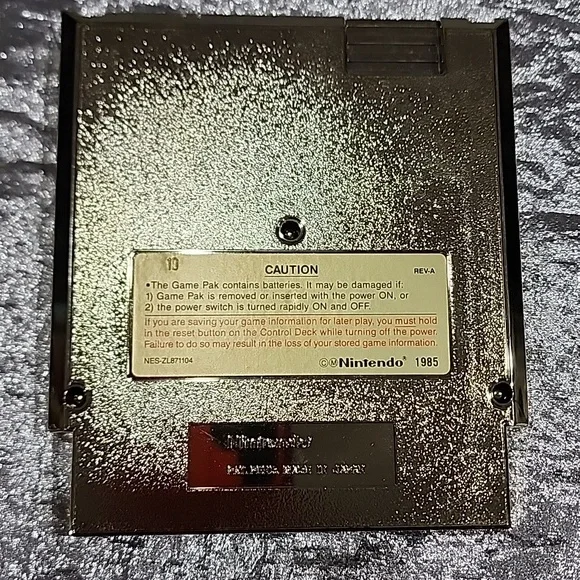 10
CAUTION
REV-A
•The Game Pak contains batteries. It may be damaged if:
1) Game Pak is removed or inserted with the power ON, or
2) the power switch is turned rapidly ON and OFF.
If you are saving your game information for later play, you must hold
in the reset button on the Control Deck while turning off the power.
Failure to do so may result in the loss of your stored game information.
NES-ZL871104
©ⓂNintendo® 1985
Nintendo